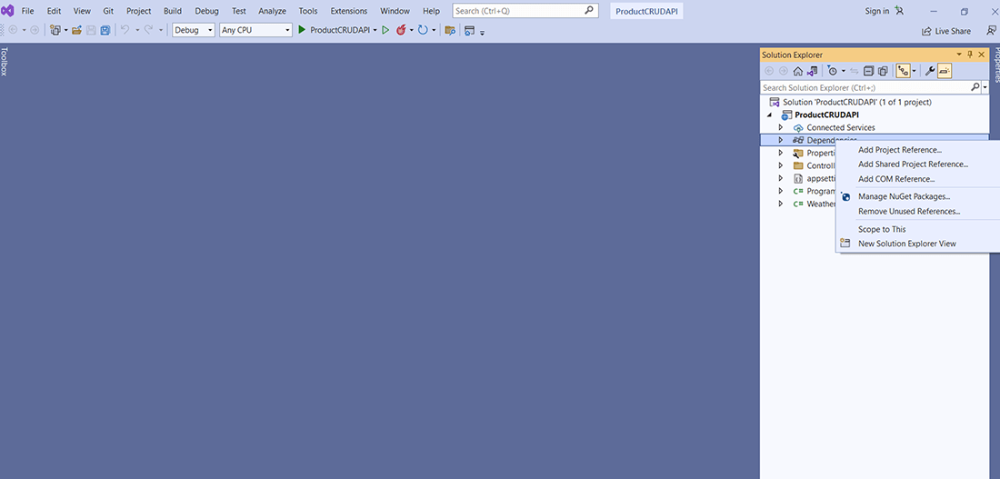 File Edit View Git Project Build Debug Test Analyze Tools Extensions Window Help Search (Ctrl+Q) ProductCRUDAPI Sign in
Debug Any CPU ProductCRUDAPI Live Share
Toolbox
Solution Explorer
Properties
Search Solution Explorer (Ctrl+;)
Solution 'ProductCRUDAPI' (1 of 1 project)
ProductCRUDAPI
Connected Services
Dependencies
Properti
Add Project Reference...
Controll
Add Shared Project Reference...
appsetti
Add COM Reference...
C# Program
Manage NuGet Packages...
C# Weather
Remove Unused References...
Scope to This
New Solution Explorer View